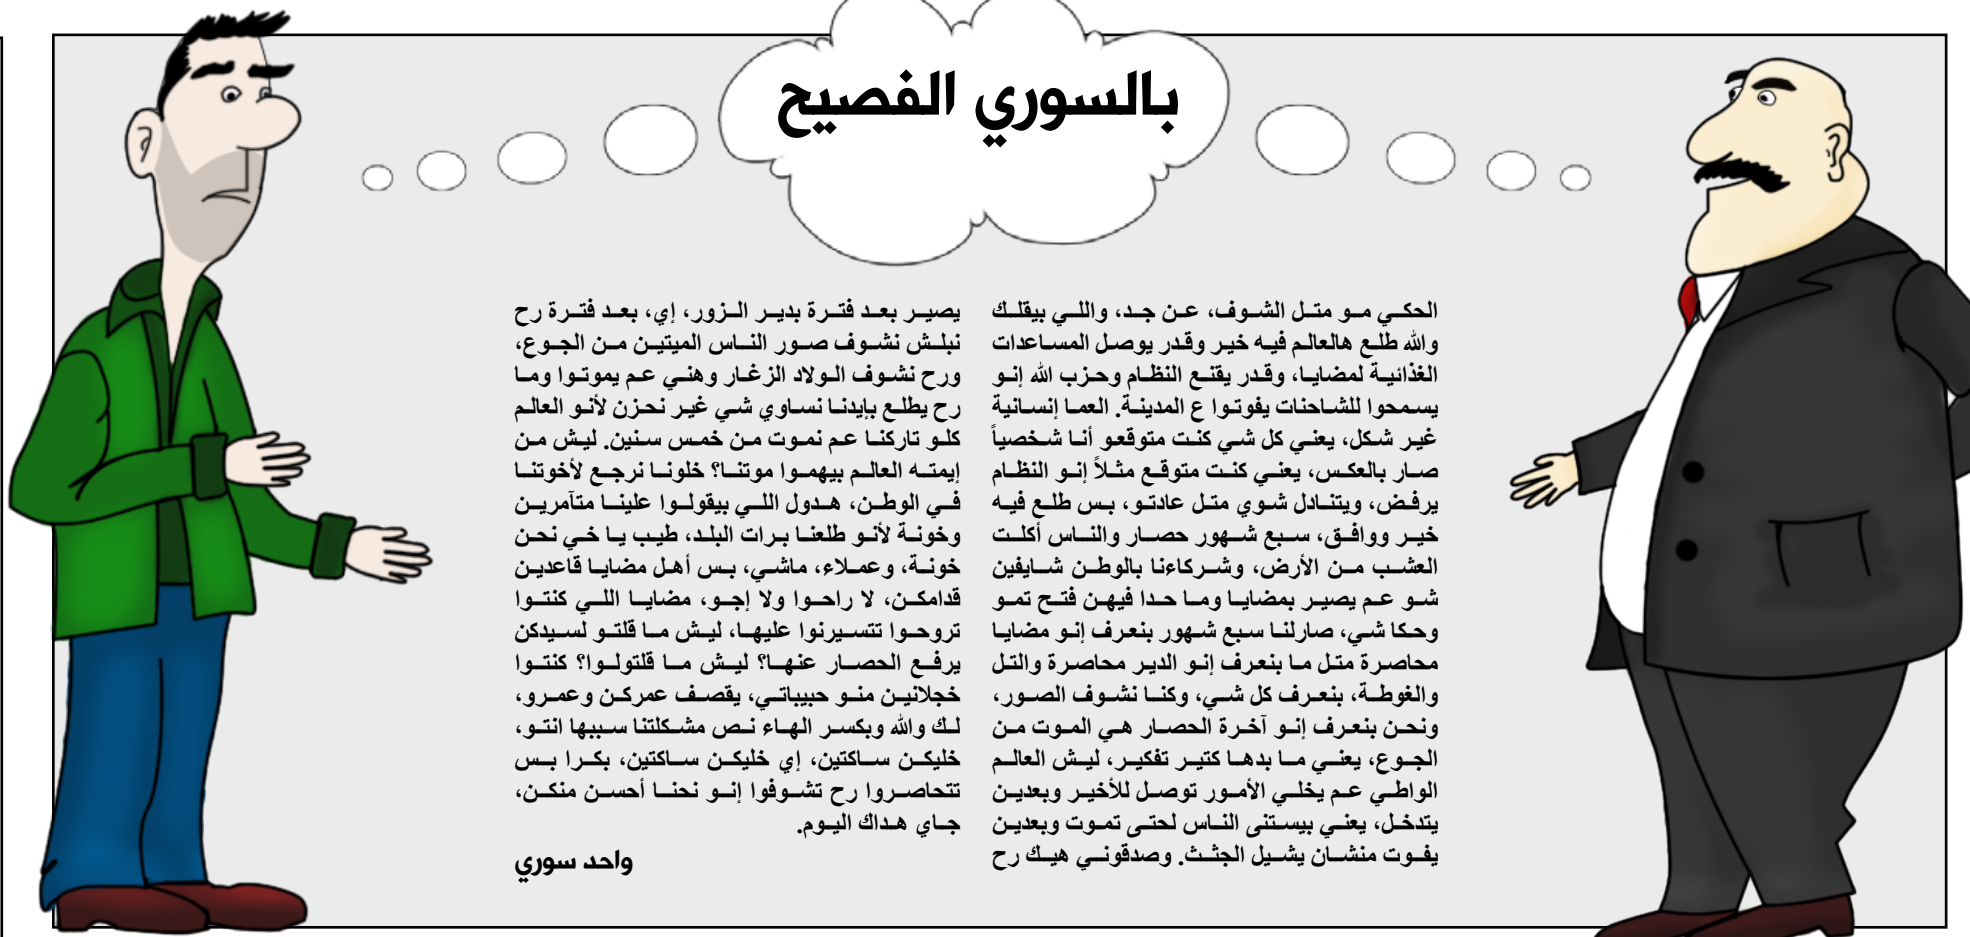 بالسوري الفصيح
الحكي مو متل الشوف، عن جد، واللي بيقلك
والله طلع هالعالم فيه خير وقدر يوصل المساعدات
الغذائية لمضايا، وقدر يقنع النظام وحزب الله إنو
يسمحوا للشاحنات يفوتوا ع المدينة. العما إنسانية
غير شكل، يعني كل شي كنت متوقعو أنا شخصياً
صار بالعكس، يعني كنت متوقع مثلاً إنو النظام
يرفض، ويتنادل شوي متل عادتو، بس طلع فيه
خير ووافق، سبع شهور حصار والناس أكلت
العشب من الأرض، وشركاءنا بالوطن شايفين
شو عم يصير بمضايا وما حدا فيهن فتح تمو
وحكا شي، صارلنا سبع شهور بنعرف إنو مضايا
محاصرة متل ما بنعرف إنو الدير محاصرة والتل
والغوطة، بنعرف كل شي، وكنا نشوف الصور،
ونحن بنعرف إنو آخرة الحصار هي الموت من
الجوع، يعني ما بدها كتير تفكير، ليش العالم
الواطي عم يخلي الأمور توصل للأخير وبعدين
يتدخل، يعني بيستنى الناس لحتى تموت وبعدين
يفوت منشان يشيل الجثث. وصدقوني هيك رح
يصير بعد فترة بدير الزور، إي، بعد فترة رح
نبلش نشوف صور الناس الميتين من الجوع،
ورح نشوف الولاد الزغار وهني عم يموتوا وما
رح يطلع بإيدنا نساوي شي غير نحزن لأنو العالم
كلو تاركنا عم نموت من خمس سنين. ليش من
إيمته العالم بيهموا موتنا؟ خلونا نرجع لأخوتنا
في الوطن، هدول اللي بيقولوا علينا متآمرين
وخونة لأنو طلعنا برات البلد، طيب يا خي نحن
خونة، وعملاء، ماشي، بس أهل مضايا قاعدين
قدامكن، لا راحوا ولا إجو، مضايا اللي كنتوا
تروحوا تتسيرنوا عليها، ليش ما قلتو لسيدكن
يرفع الحصار عنها؟ ليش ما قلتولوا؟ كنتوا
خجلانين منو حبيباتي، يقصف عمركن وعمرو،
لك والله وبكسر الهاء نص مشكلتنا سببها انتو،
خليكن ساكتين، إي خليكن ساكتين، بكرا بس
تتحاصروا رح تشوفوا إنو نحنا أحسن منكن،
جاي هداك اليوم.
واحد سوري